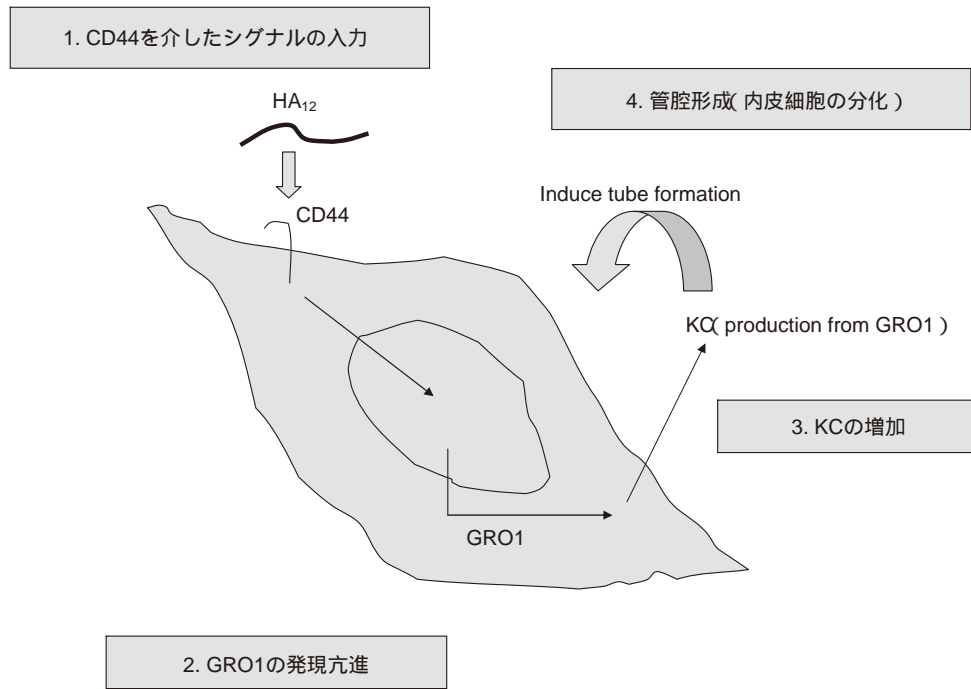 1. CD44を介したシグナルの入力
HA₁₂
CD44
4. 管腔形成( 内皮細胞の分化 )
Induce tube formation
KC( production from GRO1 )
3. KCの増加
GRO1
2. GRO1の発現亢進